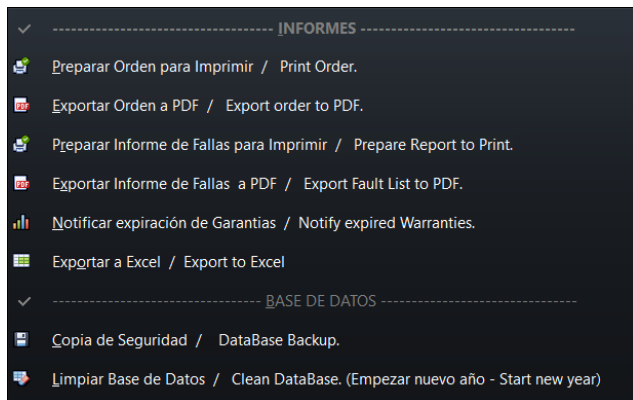 ----------------------------------- INFORMES -----------------------------------
Preparar Orden para Imprimir / Print Order.
Exportar Orden a PDF / Export order to PDF.
Preparar Informe de Fallas para Imprimir / Prepare Report to Print.
Exportar Informe de Fallas a PDF / Export Fault List to PDF.
Notificar expiración de Garantias / Notify expired Warranties.
Exportar a Excel / Export to Excel
---------------------------------- BASE DE DATOS --------------------------------
Copia de Seguridad / DataBase Backup.
Limpiar Base de Datos / Clean DataBase. (Empezar nuevo año - Start new year)